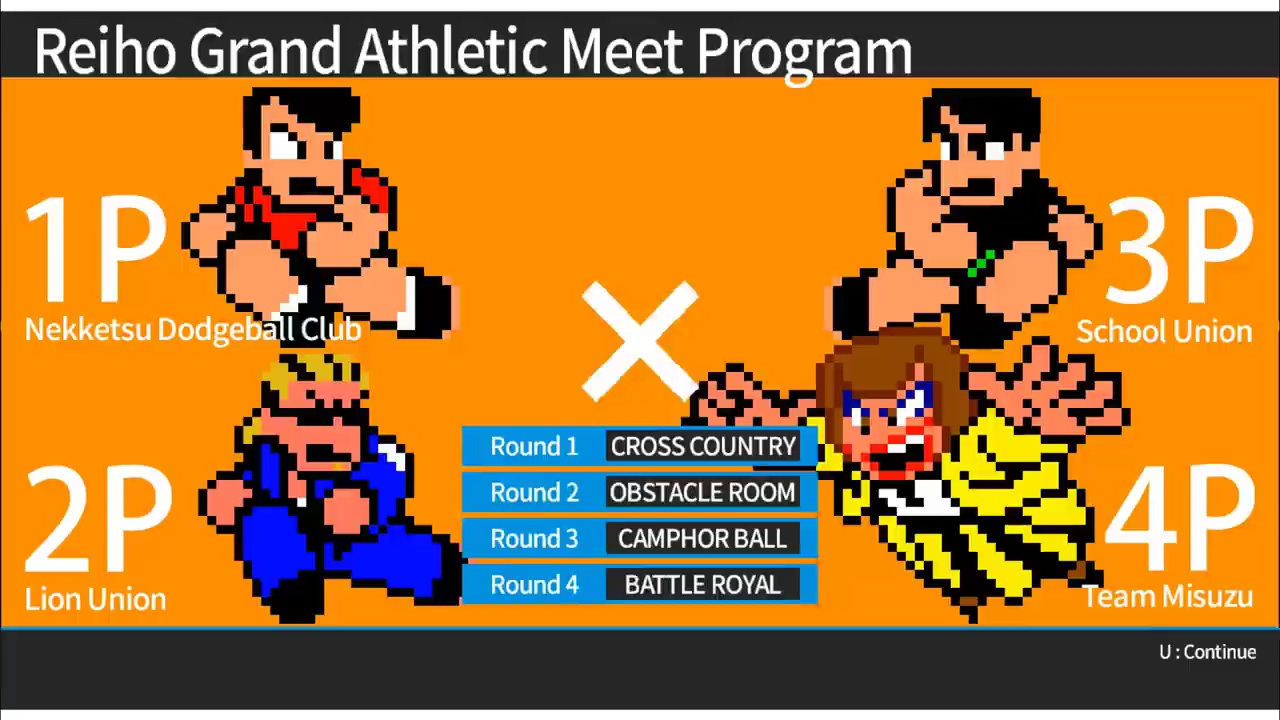 Reiho Grand Athletic Meet Program
1P
Nekketsu Dodgeball Club
3P
School Union
×
Round 1 CROSS COUNTRY
Round 2 OBSTACLE ROOM
Round 3 CAMPHOR BALL
Round 4 BATTLE ROYAL
2P
Lion Union
4P
Team Misuzu
U : Continue